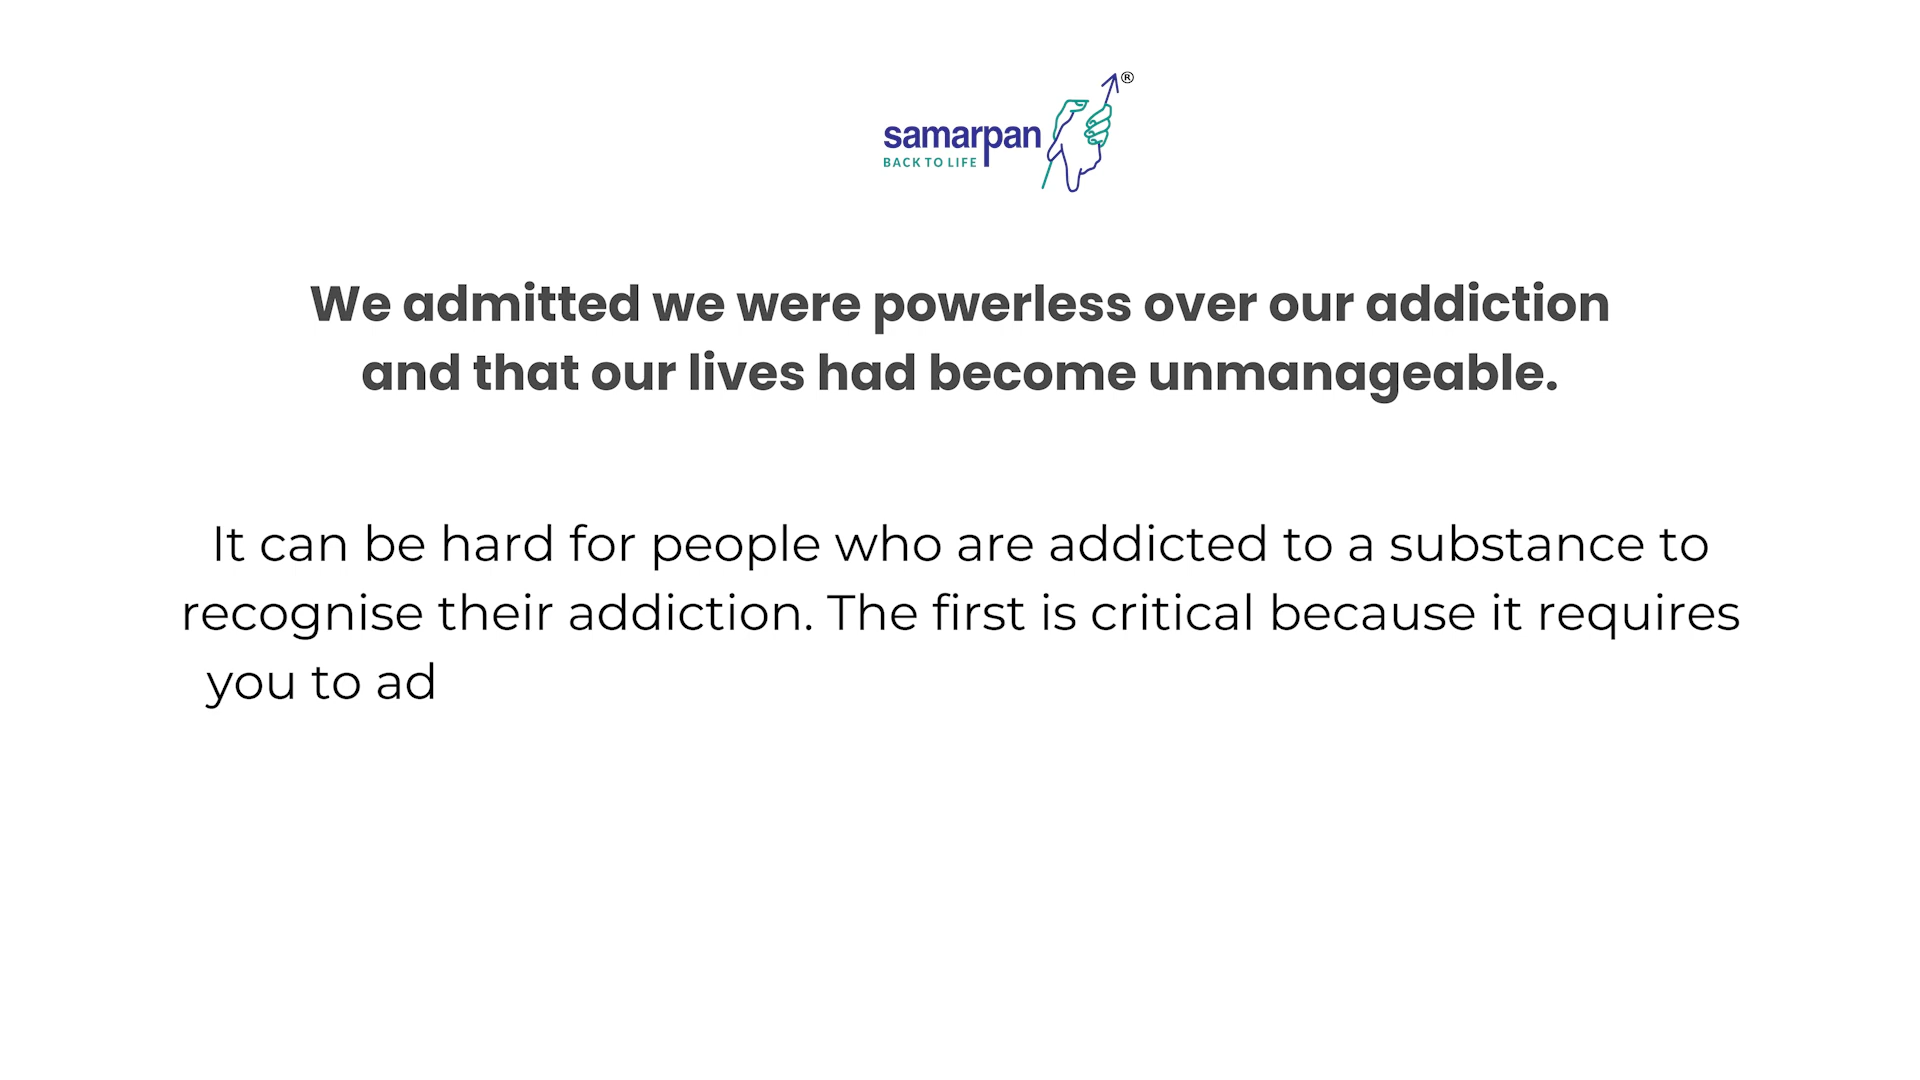 samarpan
BACK TO LIFE
®
We admitted we were powerless over our addiction
and that our lives had become unmanageable.
It can be hard for people who are addicted to a substance to
recognise their addiction. The first is critical because it requires
you to ad